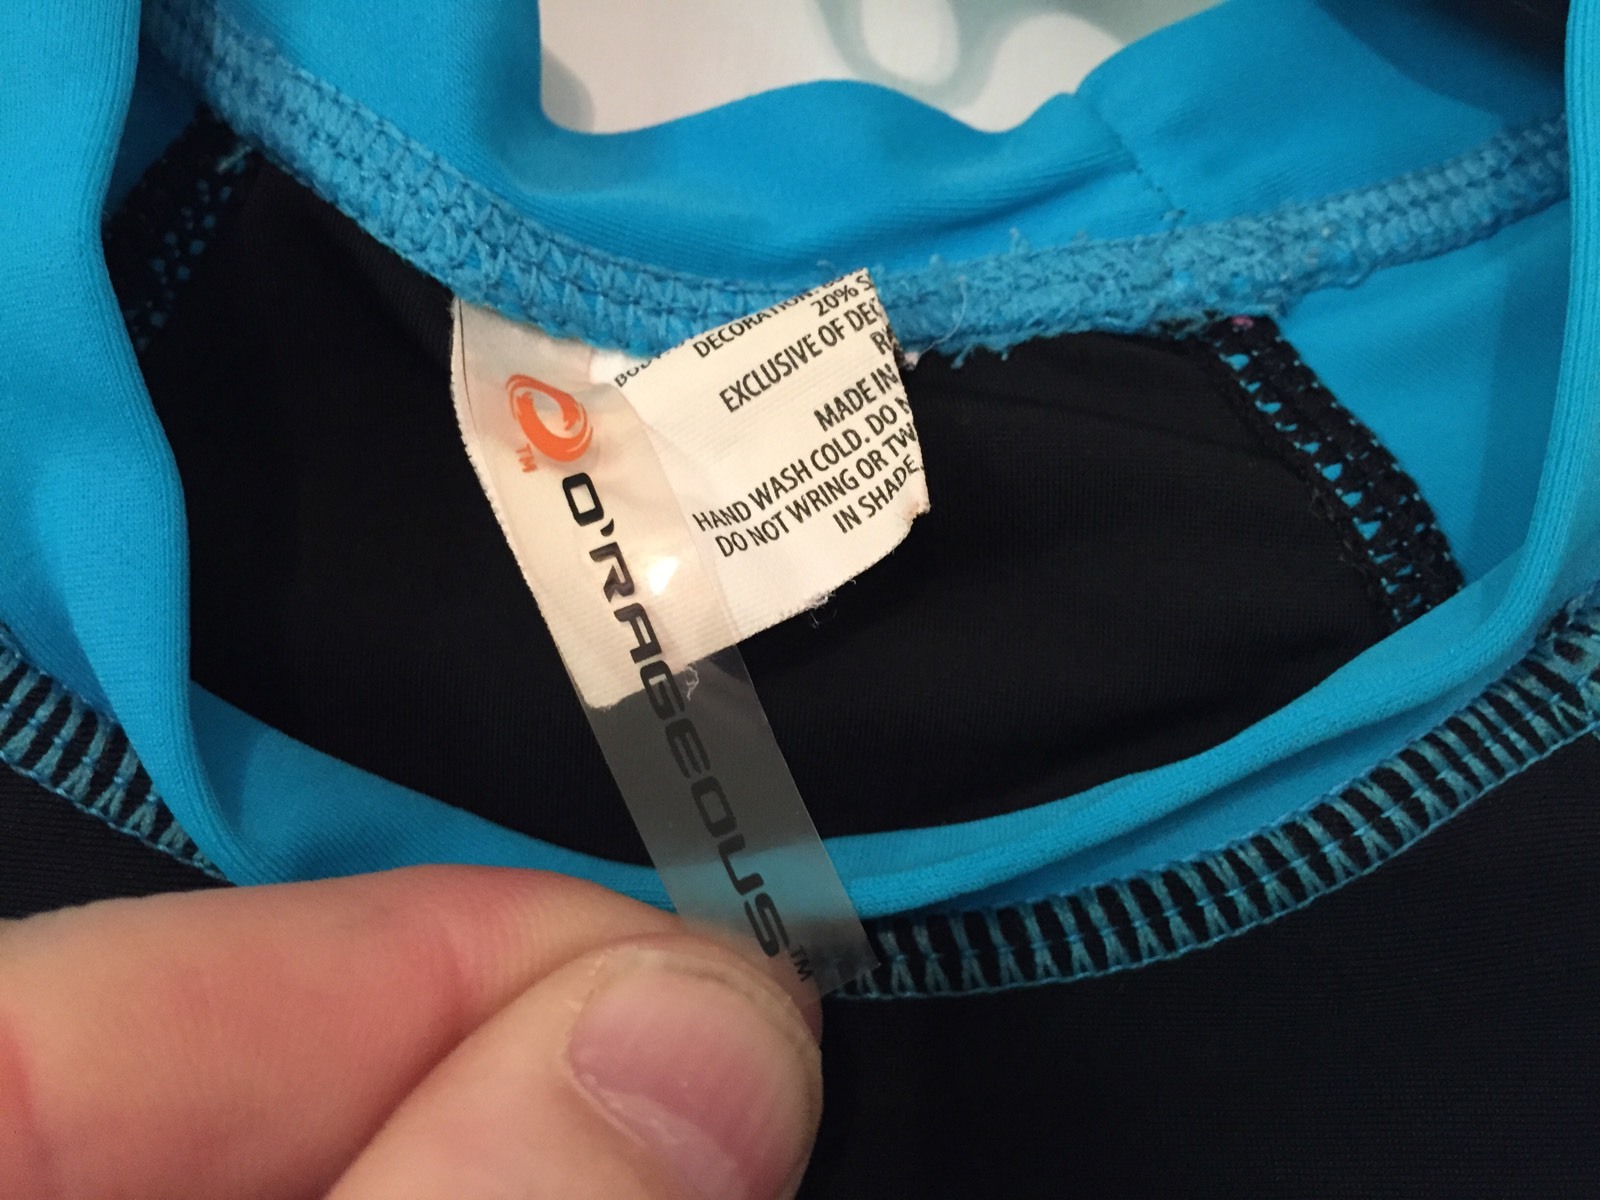 O'RAGEOUS™
TM
DECORATION
20% S
EXCLUSIVE OF DEC
MADE IN
HAND WASH COLD. DO
DO NOT WRING OR TW
IN SHADE.